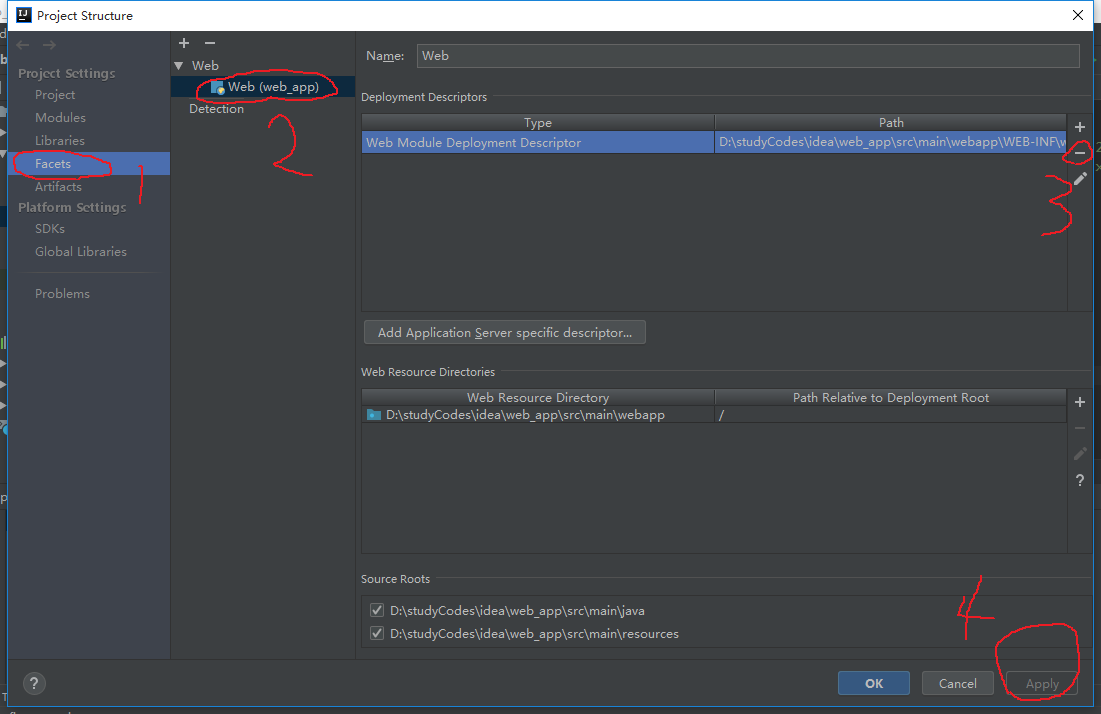 Project Structure
Project Settings
Project
Modules
Libraries
Facets
Artifacts
Platform Settings
SDKs
Global Libraries
Problems
1
Web
Web (web_app)
Detection
2
Name:
Web
Deployment Descriptors
Type
Path
Web Module Deployment Descriptor
D:\studyCodes\idea\web_app\src\main\webapp\WEB-INF\w
3
Add Application Server specific descriptor...
Web Resource Directories
Web Resource Directory
Path Relative to Deployment Root
D:\studyCodes\idea\web_app\src\main\webapp
/
?
Source Roots
D:\studyCodes\idea\web_app\src\main\java
D:\studyCodes\idea\web_app\src\main\resources
4
?
OK
Cancel
Apply